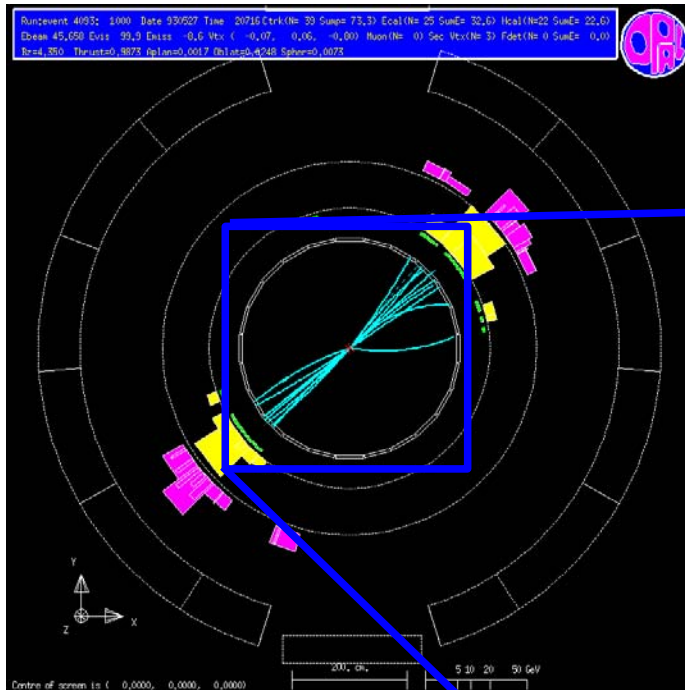 Run:event 4093: 1000 Date 930527 Time 20716 Ctrk(N= 39 Sump= 73.3) Ecal(N= 25 SumE= 32.6) Hcal(N=22 SumE= 22.6)
Ebeam 45.658 Evis 99.9 Emiss -8.6 Vtx ( -0.07, 0.06, -0.80) Muon(N= 0) Sec Vtx(N= 3) Fdet(N= 0 SumE= 0.0)
Bz=4.350 Thrust=0.9873 Aplan=0.0017 Oblat=0.0248 Spher=0.0073
OPAL
Y
Z X
200. cm.
5 10 20 50 GeV
Centre of screen is ( 0.0000, 0.0000, 0.0000)